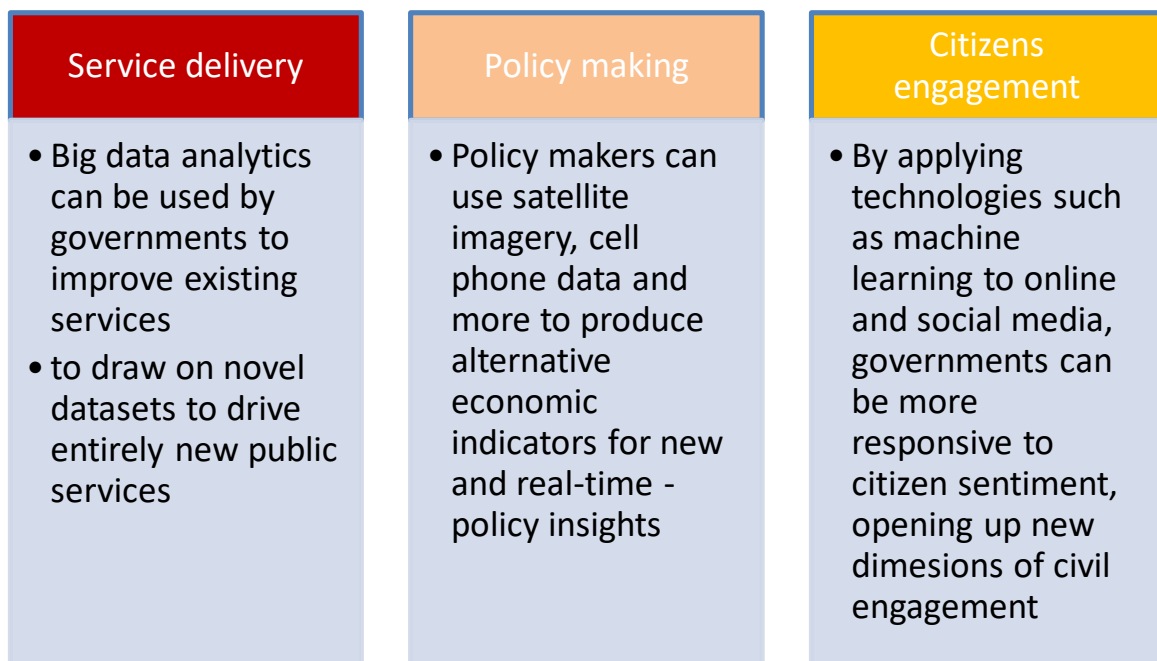 Service delivery
• Big data analytics
can be used by
governments to
improve existing
services
• to draw on novel
datasets to drive
entirely new public
services
Policy making
• Policy makers can
use satellite
imagery, cell
phone data and
more to produce
alternative
economic
indicators for new
and real-time -
policy insights
Citizens
engagement
• By applying
technologies such
as machine
learning to online
and social media,
governments can
be more
responsive to
citizen sentiment,
opening up new
dimesions of civil
engagement